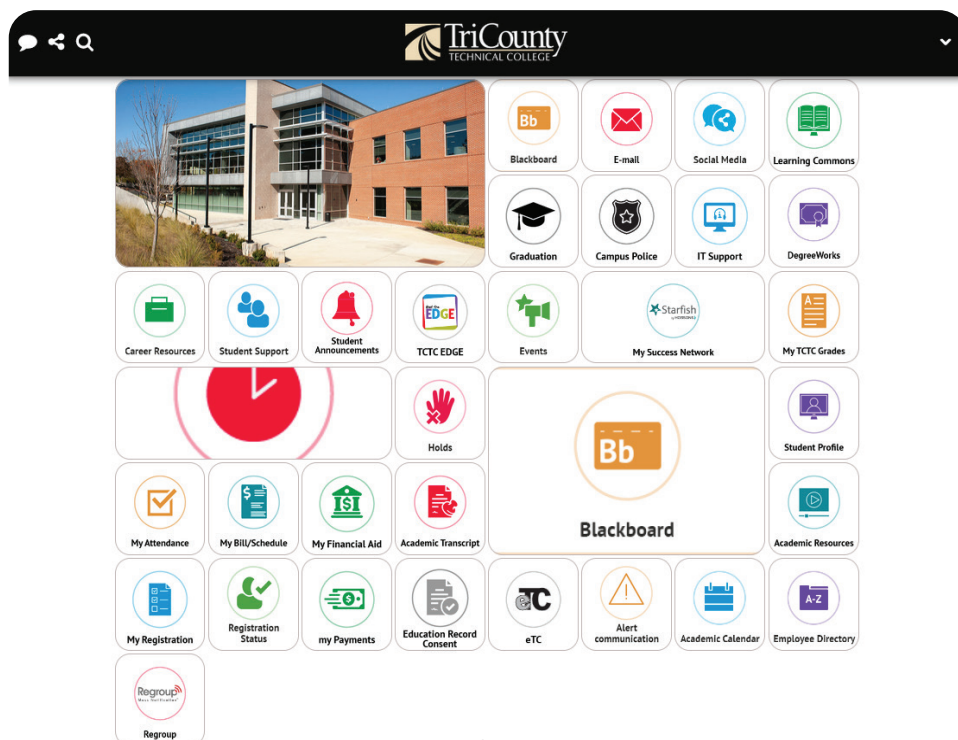 TriCounty
TECHNICAL COLLEGE
Bb
Blackboard
E-mail
Social Media
Learning Commons
Graduation
Campus Police
IT Support
DegreeWorks
Career Resources
Student Support
Student
Announcements
EDGE
TCTC EDGE
Events
Starfish
My Success Network
A
My TCTC Grades
Holds
Bb
Blackboard
Student Profile
My Attendance
$
My Bill/Schedule
$
My Financial Aid
Academic Transcript
Academic Resources
My Registration
Registration
Status
my Payments
Education Record
Consent
eTC
eTC
Alert
communication
Academic Calendar
A-Z
Employee Directory
Regroup
Mass Notification
Regroup